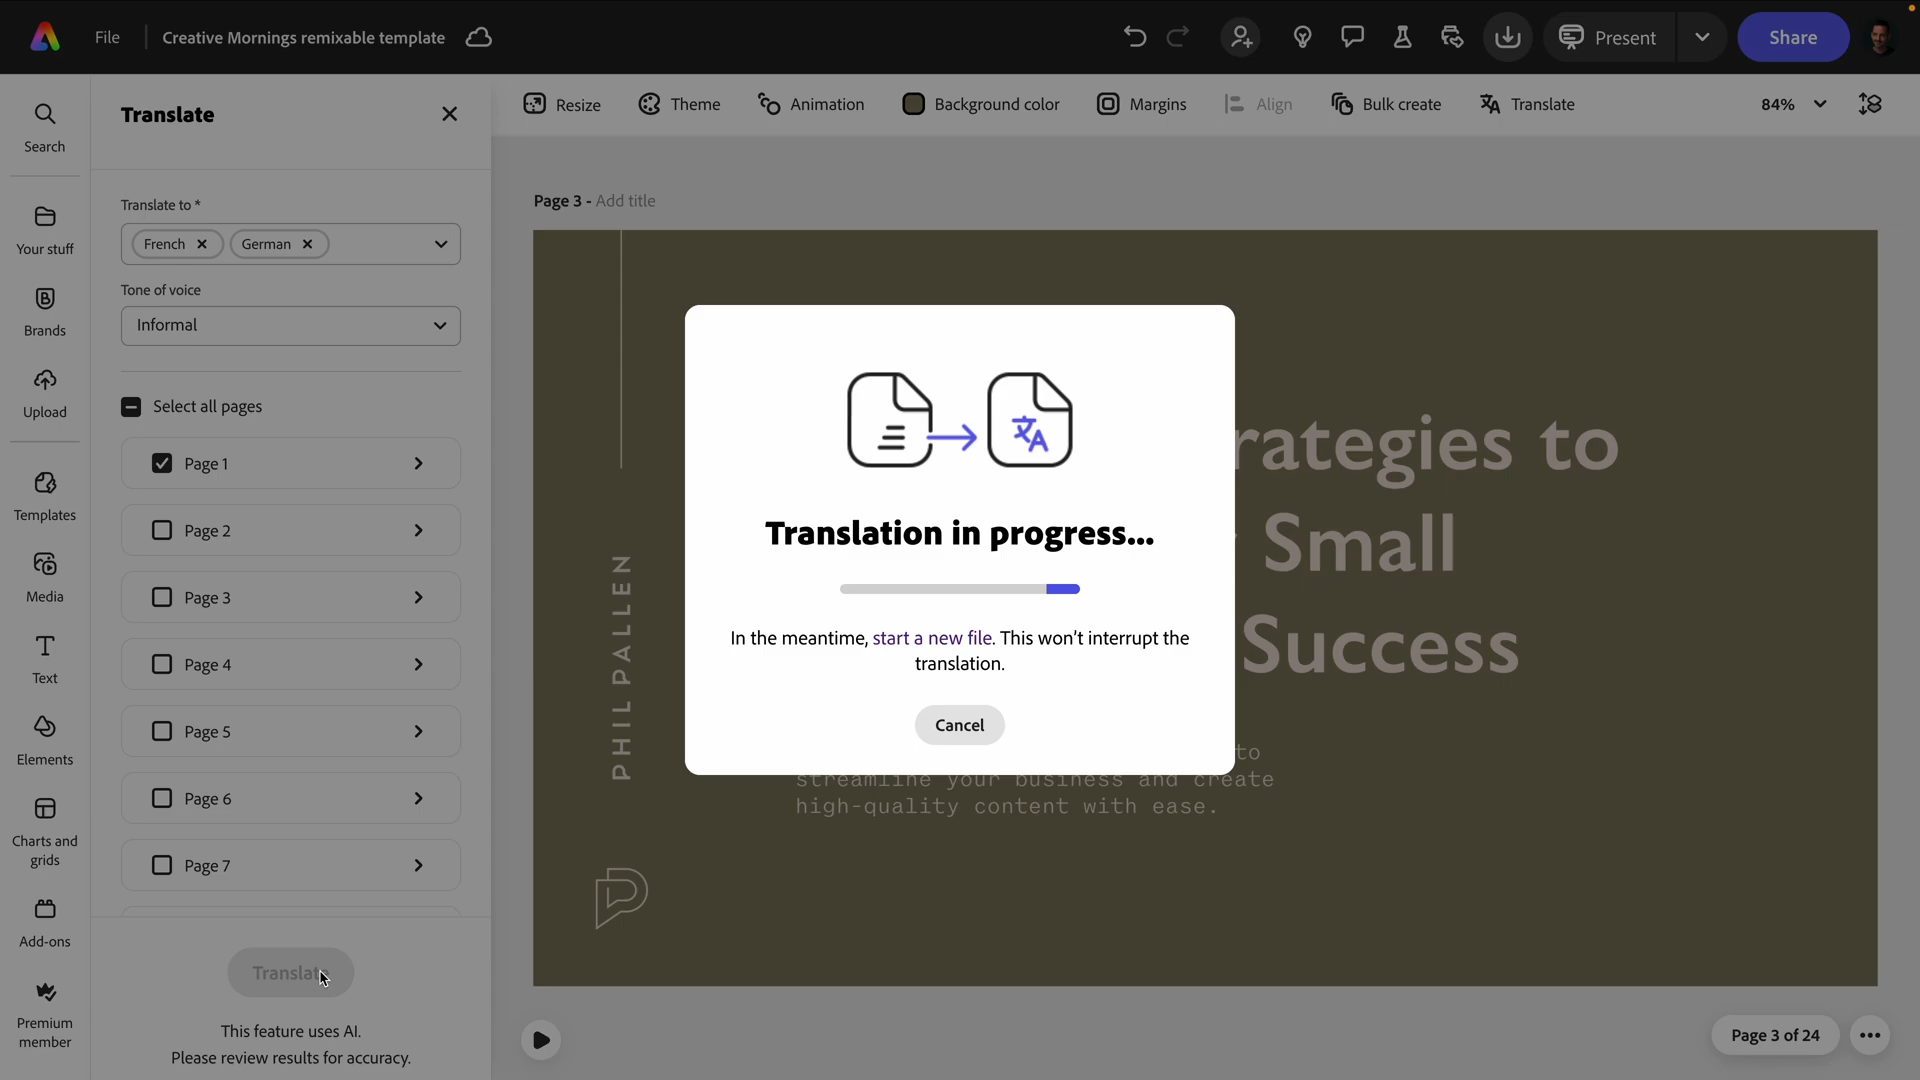 File
Creative Mornings remixable template
Present
Share
Search
Your stuff
Brands
Upload
Templates
Media
Text
Elements
Charts and
grids
Add-ons
Premium
member
Translate
Translate to *
French
German
Tone of voice
Informal
Select all pages
Page 1
Page 2
Page 3
Page 4
Page 5
Page 6
Page 7
Translate
This feature uses AI.
Please review results for accuracy.
Resize
Theme
Animation
Background color
Margins
Align
Bulk create
Translate
84%
Page 3 - Add title
PHIL PALLEN
rategies to
Small
Success
to
streamline your business and create
high-quality content with ease.
Translation in progress...
In the meantime, start a new file. This won't interrupt the
translation.
Cancel
Page 3 of 24